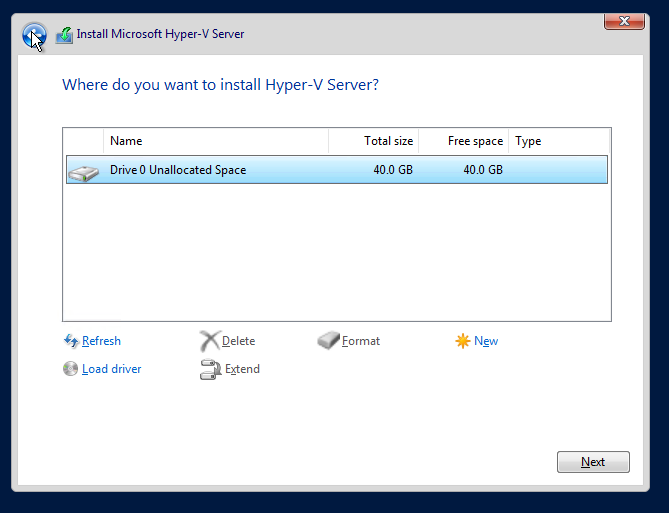 Install Microsoft Hyper-V Server
Where do you want to install Hyper-V Server?
Name Total size Free space Type
Drive 0 Unallocated Space 40.0 GB 40.0 GB
Refresh Delete Format New
Load driver Extend
Next